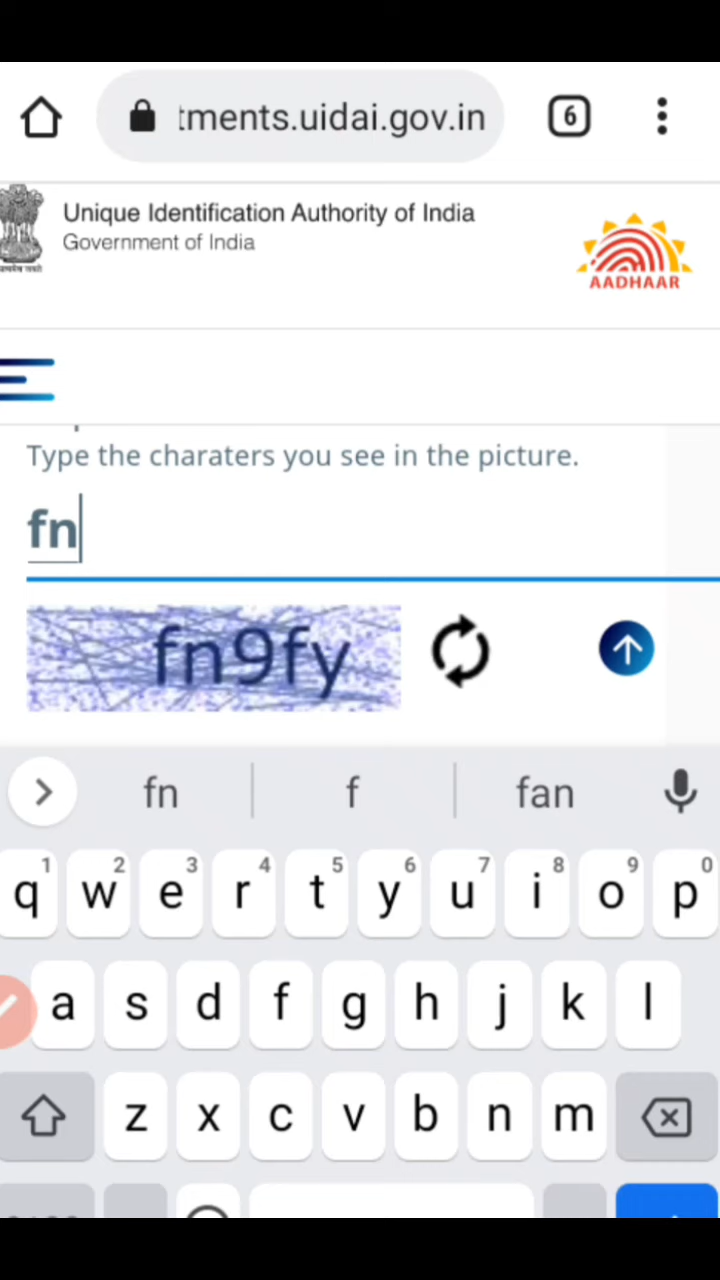 tments.uidai.gov.in
6
Unique Identification Authority of India
Government of India
AADHAAR
Type the charaters you see in the picture.
fn
fn9fy
fn f fan
1 2 3 4 5 6 7 8 9 0
q w e r t y u i o p
a s d f g h j k l
z x c v b n m